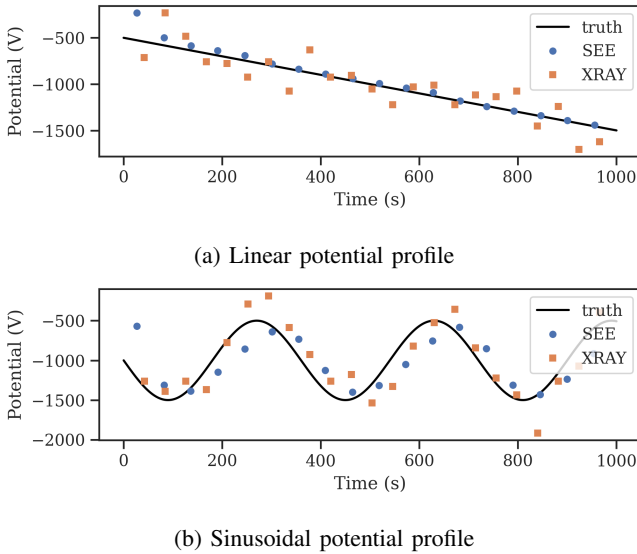 truth
SEE
XRAY
−500
−1000
−1500
Potential (V)
0 200 400 600 800 1000
Time (s)
(a) Linear potential profile
truth
SEE
XRAY
−500
−1000
−1500
−2000
Potential (V)
0 200 400 600 800 1000
Time (s)
(b) Sinusoidal potential profile